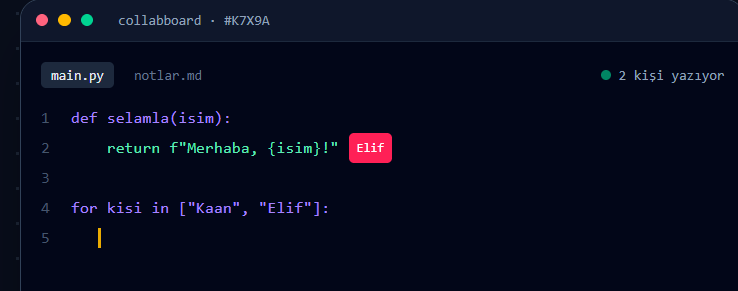 collabboard · #K7X9A
main.py notlar.md 2 kişi yazıyor
1 def selamla(isim):
2     return f"Merhaba, {isim}!" Elif
3
4 for kisi in ["Kaan", "Elif"]:
5